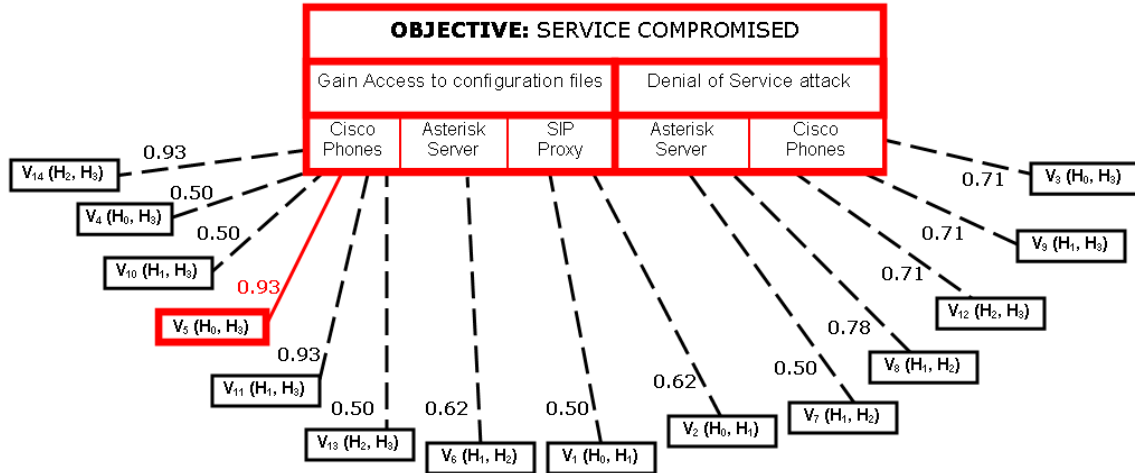 OBJECTIVE: SERVICE COMPROMISED
Gain Access to configuration files
Denial of Service attack
Cisco Phones
Asterisk Server
SIP Proxy
Asterisk Server
Cisco Phones
0.93
V14 (H2, H3)
0.50
V4 (H0, H3)
0.50
V10 (H1, H3)
0.93
V5 (H0, H3)
0.93
V11 (H1, H3)
0.50
V13 (H2, H3)
0.62
V6 (H1, H2)
0.50
V1 (H0, H1)
0.62
V2 (H0, H1)
0.50
V7 (H1, H2)
0.78
V8 (H1, H2)
0.71
V12 (H2, H3)
0.71
V9 (H1, H3)
0.71
V3 (H0, H3)